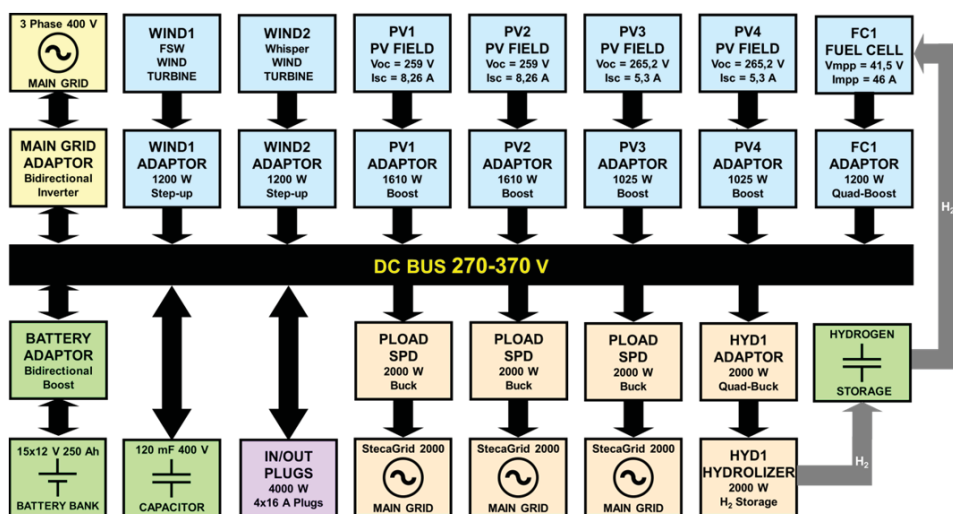 3 Phase 400 V
MAIN GRID
WIND1
FSW
WIND
TURBINE
WIND2
Whisper
WIND
TURBINE
PV1
PV FIELD
Voc = 259 V
Isc = 8,26 A
PV2
PV FIELD
Voc = 259 V
Isc = 8,26 A
PV3
PV FIELD
Voc = 265,2 V
Isc = 5,3 A
PV4
PV FIELD
Voc = 265,2 V
Isc = 5,3 A
FC1
FUEL CELL
Vmpp = 41,5 V
Impp = 46 A
MAIN GRID
ADAPTOR
Bidirectional
Inverter
WIND1
ADAPTOR
1200 W
Step-up
WIND2
ADAPTOR
1200 W
Step-up
PV1
ADAPTOR
1610 W
Boost
PV2
ADAPTOR
1610 W
Boost
PV3
ADAPTOR
1025 W
Boost
PV4
ADAPTOR
1025 W
Boost
FC1
ADAPTOR
1200 W
Quad-Boost
H₂
DC BUS 270-370 V
BATTERY
ADAPTOR
Bidirectional
Boost
PLOAD
SPD
2000 W
Buck
PLOAD
SPD
2000 W
Buck
PLOAD
SPD
2000 W
Buck
HYD1
ADAPTOR
2000 W
Quad-Buck
HYDROGEN
STORAGE
15x12 V 250 Ah
BATTERY BANK
120 mF 400 V
CAPACITOR
IN/OUT
PLUGS
4000 W
4x16 A Plugs
StecaGrid 2000
MAIN GRID
StecaGrid 2000
MAIN GRID
StecaGrid 2000
MAIN GRID
HYD1
HYDROLIZER
2000 W
H₂ Storage
H₂